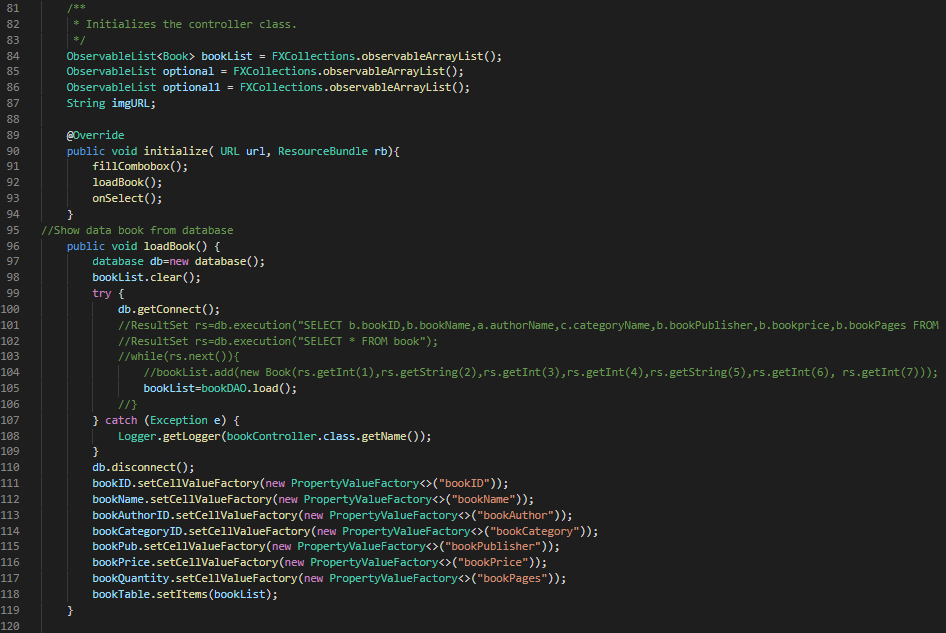 81 /**
82 * Initializes the controller class.
83 */
84 ObservableList<Book> bookList = FXCollections.observableArrayList();
85 ObservableList optional = FXCollections.observableArrayList();
86 ObservableList optional1 = FXCollections.observableArrayList();
87 String imgURL;
88
89 @Override
90 public void initialize( URL url, ResourceBundle rb){
91 fillCombobox();
92 loadBook();
93 onSelect();
94 }
95 //Show data book from database
96 public void loadBook() {
97 database db=new database();
98 bookList.clear();
99 try {
100 db.getConnect();
101 //ResultSet rs=db.execution("SELECT b.bookID,b.bookName,a.authorName,c.categoryName,b.bookPublisher,b.bookprice,b.bookPages FROM
102 //ResultSet rs=db.execution("SELECT * FROM book");
103 //while(rs.next()){
104 //bookList.add(new Book(rs.getInt(1),rs.getString(2),rs.getInt(3),rs.getInt(4),rs.getString(5),rs.getInt(6), rs.getInt(7)));
105 bookList=bookDAO.load();
106 //}
107 } catch (Exception e) {
108 Logger.getLogger(bookController.class.getName());
109 }
110 db.disconnect();
111 bookID.setCellValueFactory(new PropertyValueFactory<>("bookID"));
112 bookName.setCellValueFactory(new PropertyValueFactory<>("bookName"));
113 bookAuthorID.setCellValueFactory(new PropertyValueFactory<>("bookAuthor"));
114 bookCategoryID.setCellValueFactory(new PropertyValueFactory<>("bookCategory"));
115 bookPub.setCellValueFactory(new PropertyValueFactory<>("bookPublisher"));
116 bookPrice.setCellValueFactory(new PropertyValueFactory<>("bookPrice"));
117 bookQuantity.setCellValueFactory(new PropertyValueFactory<>("bookPages"));
118 bookTable.setItems(bookList);
119 }
120